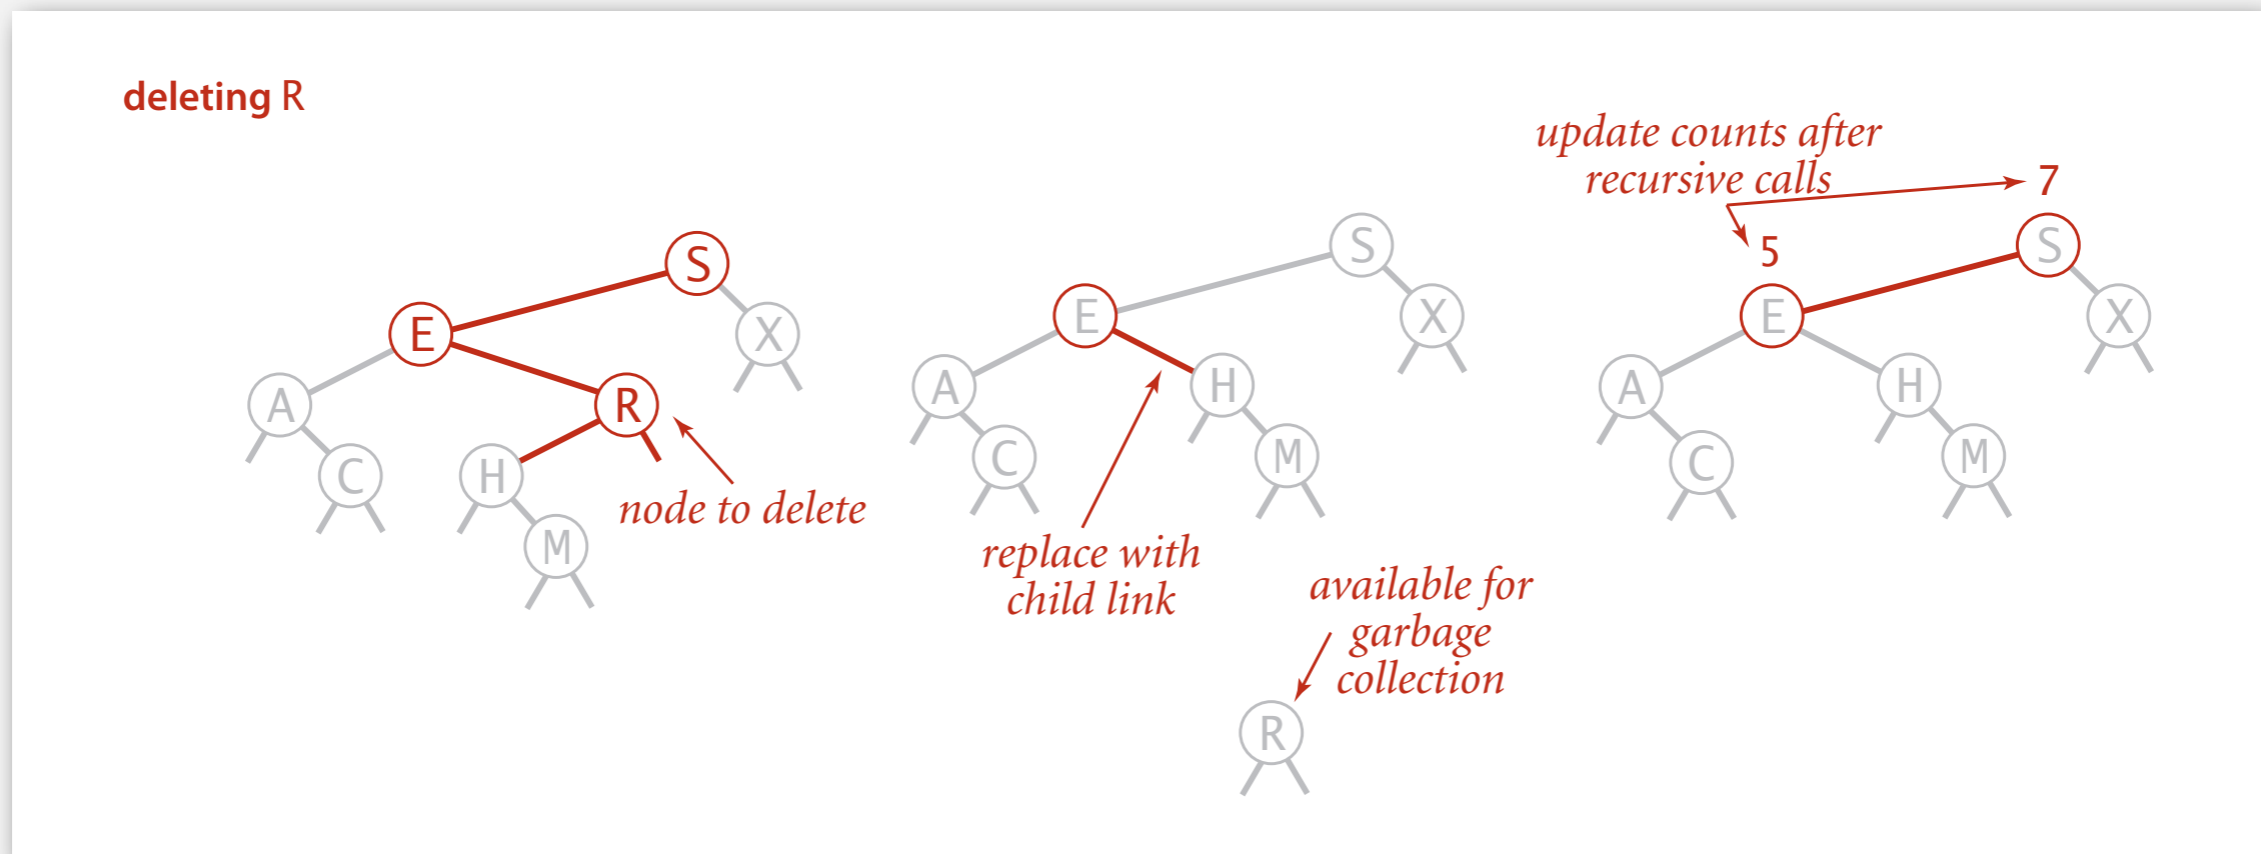 deleting R
S
E
X
A
R
C
H
M
node to delete
S
E
X
A
H
C
M
replace with
child link
available for
garbage
collection
R
update counts after
recursive calls
7
5
S
E
X
A
H
C
M